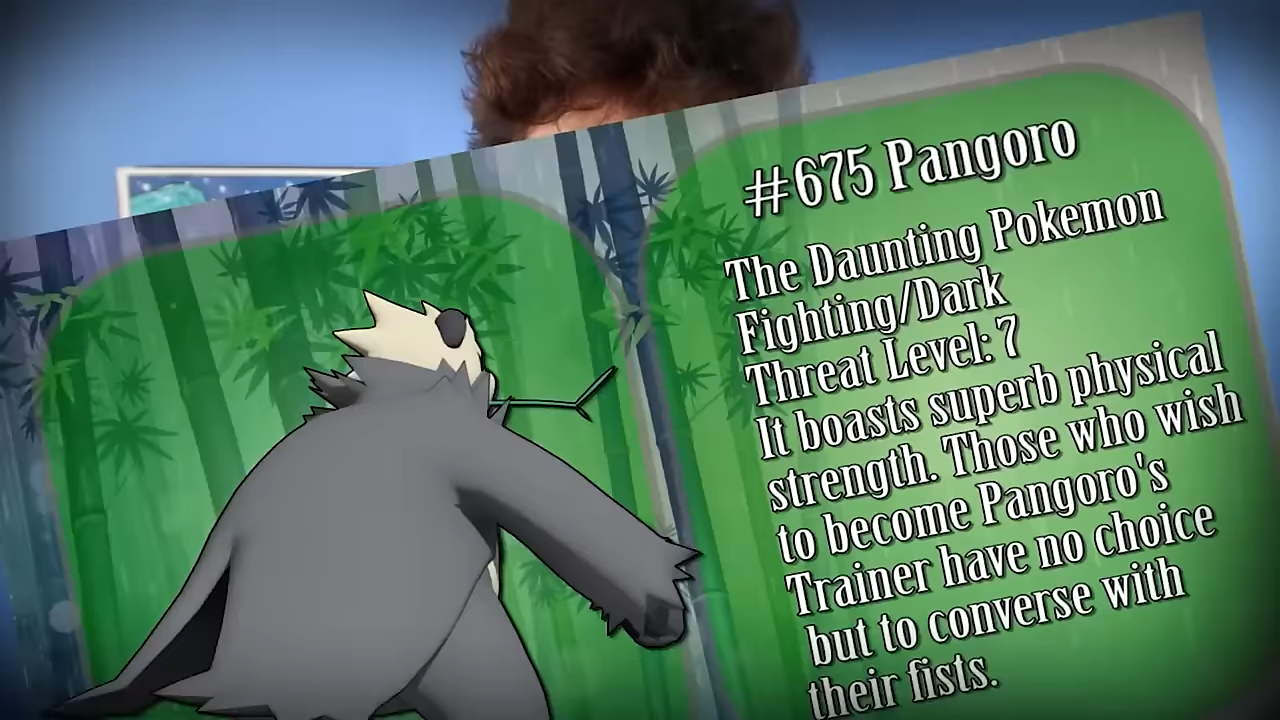 #675 Pangoro
The Daunting Pokemon
Fighting/Dark
Threat Level: 7
It boasts superb physical
strength. Those who wish
to become Pangoro's
Trainer have no choice
but to converse with
their fists.